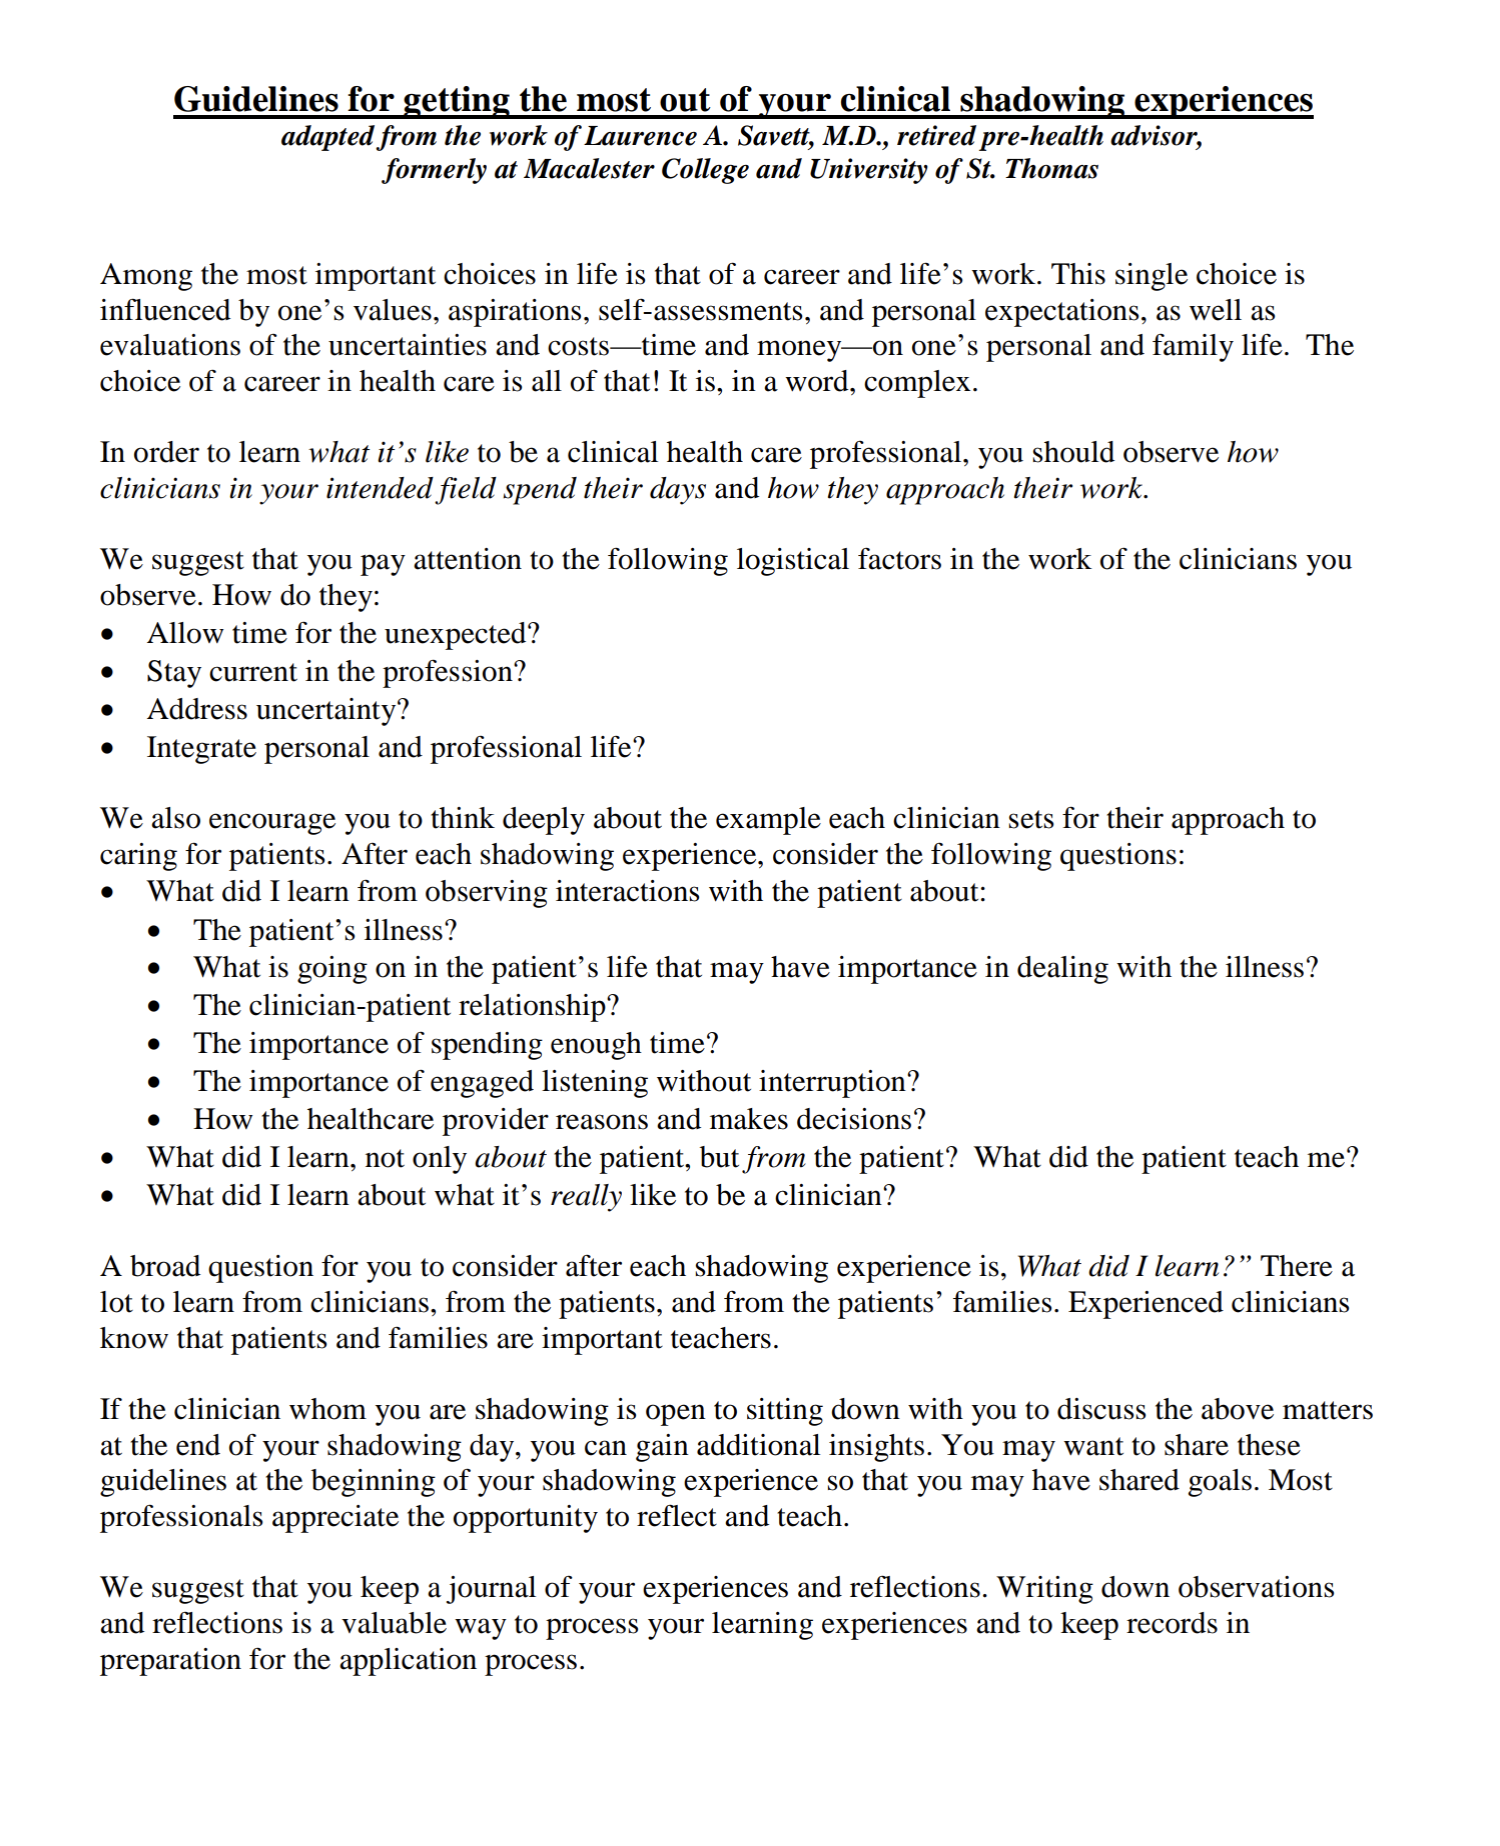 Guidelines for getting the most out of your clinical shadowing experiences
adapted from the work of Laurence A. Savett, M.D., retired pre-health advisor,
formerly at Macalester College and University of St. Thomas
Among the most important choices in life is that of a career and life’s work. This single choice is
influenced by one’s values, aspirations, self-assessments, and personal expectations, as well as
evaluations of the uncertainties and costs—time and money—on one’s personal and family life.  The
choice of a career in health care is all of that! It is, in a word, complex.
In order to learn what it’s like to be a clinical health care professional, you should observe how
clinicians in your intended field spend their days and how they approach their work.
We suggest that you pay attention to the following logistical factors in the work of the clinicians you
observe. How do they:
• Allow time for the unexpected?
• Stay current in the profession?
• Address uncertainty?
• Integrate personal and professional life?
We also encourage you to think deeply about the example each clinician sets for their approach to
caring for patients. After each shadowing experience, consider the following questions:
• What did I learn from observing interactions with the patient about:
• The patient’s illness?
• What is going on in the patient’s life that may have importance in dealing with the illness?
• The clinician-patient relationship?
• The importance of spending enough time?
• The importance of engaged listening without interruption?
• How the healthcare provider reasons and makes decisions?
• What did I learn, not only about the patient, but from the patient?  What did the patient teach me?
• What did I learn about what it’s really like to be a clinician?
A broad question for you to consider after each shadowing experience is, What did I learn?” There a
lot to learn from clinicians, from the patients, and from the patients’ families. Experienced clinicians
know that patients and families are important teachers.
If the clinician whom you are shadowing is open to sitting down with you to discuss the above matters
at the end of your shadowing day, you can gain additional insights. You may want to share these
guidelines at the beginning of your shadowing experience so that you may have shared goals. Most
professionals appreciate the opportunity to reflect and teach.
We suggest that you keep a journal of your experiences and reflections. Writing down observations
and reflections is a valuable way to process your learning experiences and to keep records in
preparation for the application process.